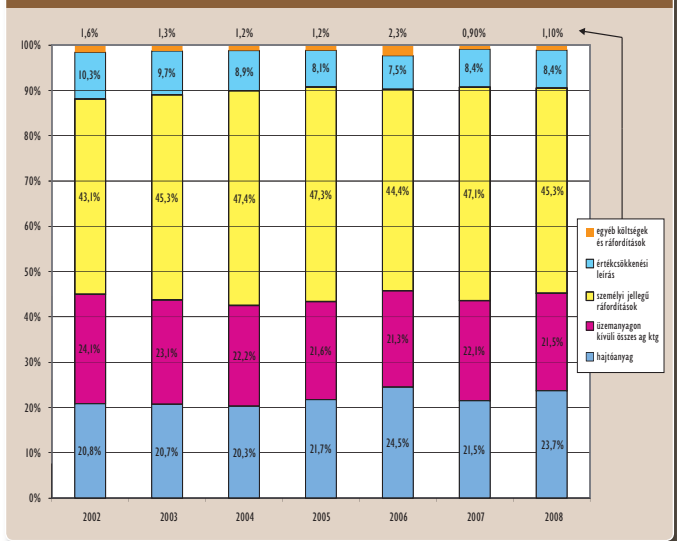 1,6% 1,3% 1,2% 1,2% 2,3% 0,90% 1,10%
100%
10,3% 9,7% 8,9% 8,1% 7,5% 8,4% 8,4%
90%
80%
70%
43,1% 45,3% 47,4% 47,3% 44,4% 47,1% 45,3%
60%
egyéb költségek
és ráfordítások
értékcsökkenési
leírás
személyi jellegű
ráfordítások
üzemanyagon
kívüli összes ag ktg
hajtóanyag
50%
40%
24,1% 23,1% 22,2% 21,6% 21,3% 22,1% 21,5%
30%
20%
20,8% 20,7% 20,3% 21,7% 24,5% 21,5% 23,7%
10%
0%
2002 2003 2004 2005 2006 2007 2008